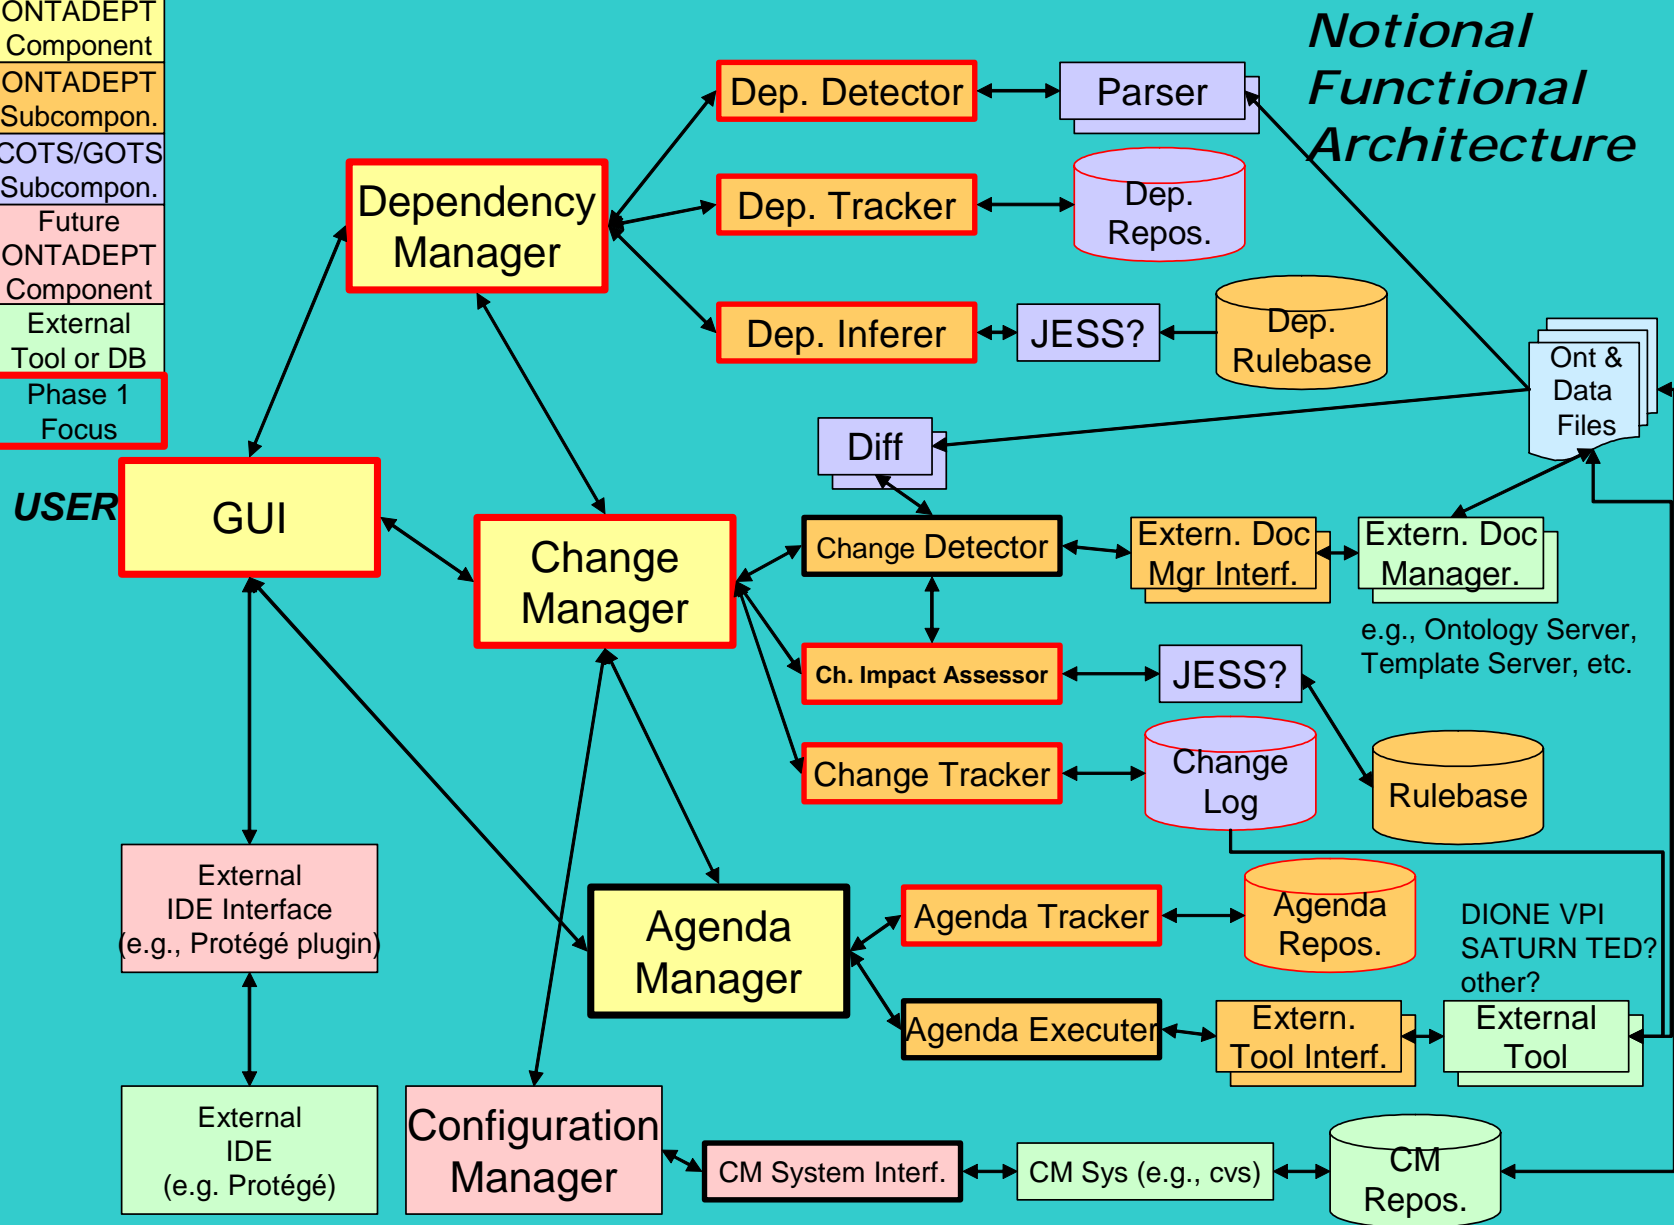 ONTADEPT
Component
ONTADEPT
Subcompon.
COTS/GOTS
Subcompon.
Future
ONTADEPT
Component
External
Tool or DB
Phase 1
Focus
Notional
Functional
Architecture
Dep. Detector
Parser
Dependency
Manager
Dep. Tracker
Dep.
Repos.
Dep. Inferer
JESS?
Dep.
Rulebase
Ont &
Data
Files
Diff
USER
GUI
Change
Manager
Change Detector
Extern. Doc
Mgr Interf.
Extern. Doc
Manager.
e.g., Ontology Server,
Template Server, etc.
Ch. Impact Assessor
JESS?
Change Tracker
Change
Log
Rulebase
External
IDE Interface
(e.g., Protégé plugin)
Agenda
Manager
Agenda Tracker
Agenda
Repos.
DIONE VPI
SATURN TED?
other?
Agenda Executer
Extern.
Tool Interf.
External
Tool
External
IDE
(e.g. Protégé)
Configuration
Manager
CM System Interf.
CM Sys (e.g., cvs)
CM
Repos.